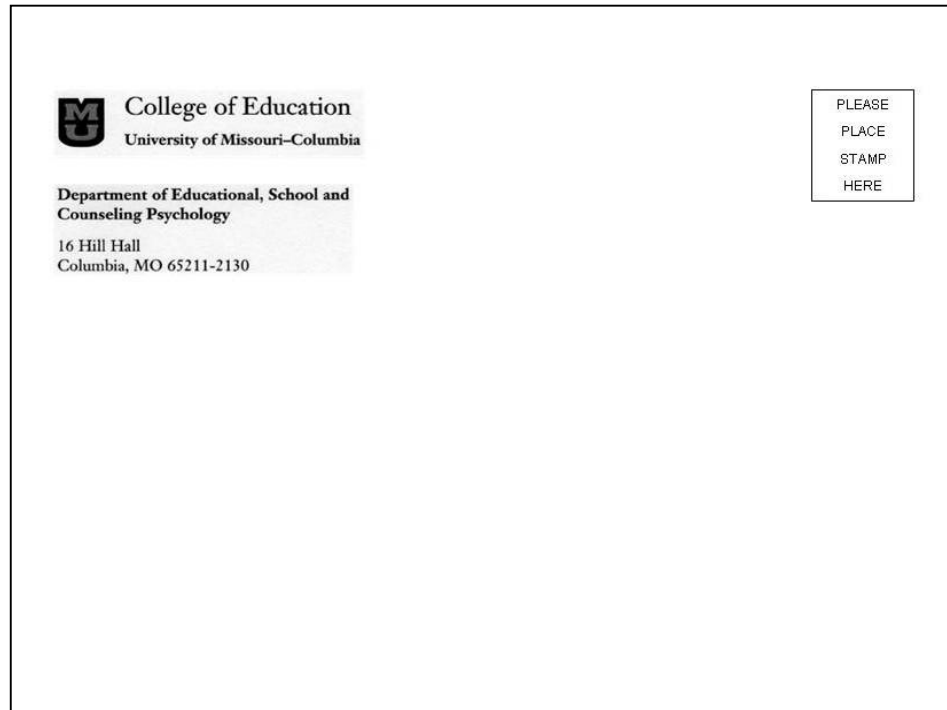 MU
College of Education
University of Missouri–Columbia
Department of Educational, School and
Counseling Psychology
16 Hill Hall
Columbia, MO 65211-2130
PLEASE
PLACE
STAMP
HERE